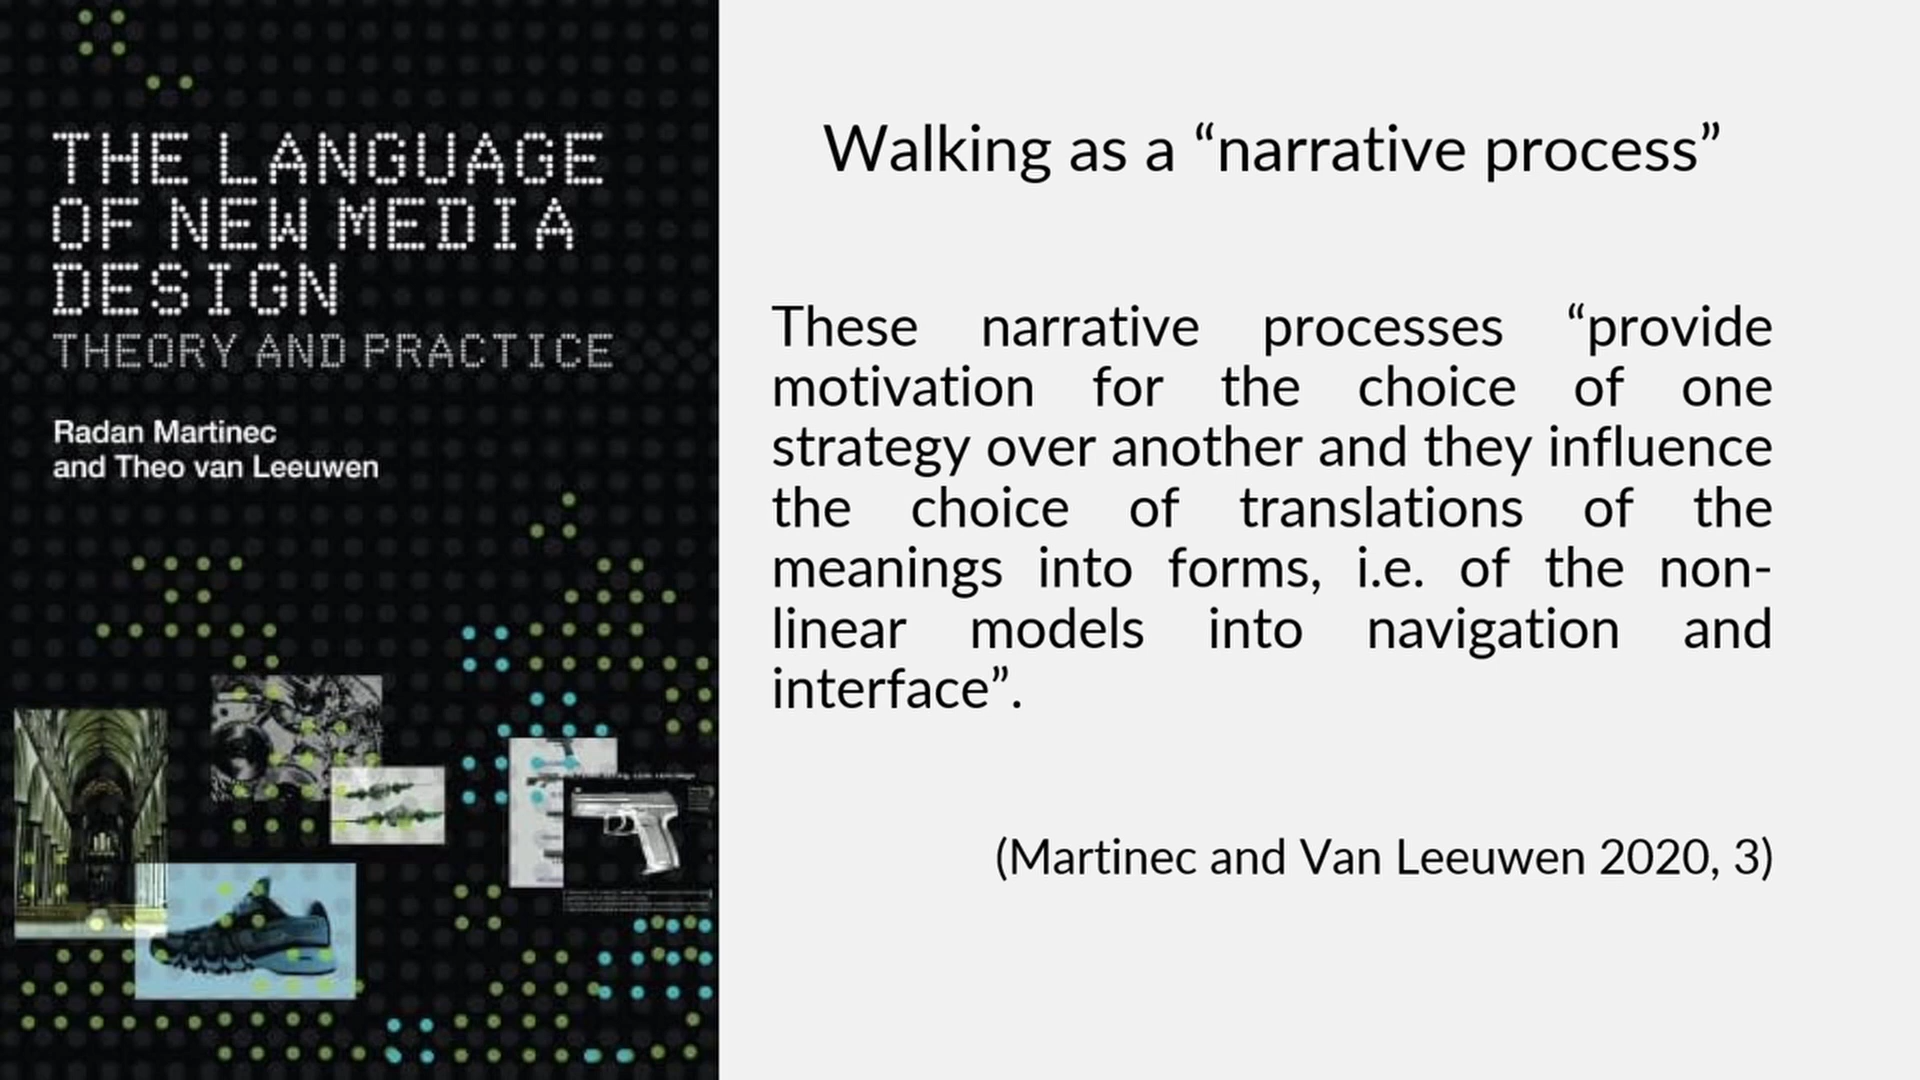 THE LANGUAGE
OF NEW MEDIA
DESIGN
THEORY AND PRACTICE
Radan Martinec
and Theo van Leeuwen
Walking as a “narrative process”
These narrative processes “provide
motivation for the choice of one
strategy over another and they influence
the choice of translations of the
meanings into forms, i.e. of the non-
linear models into navigation and
interface”.
(Martinec and Van Leeuwen 2020, 3)